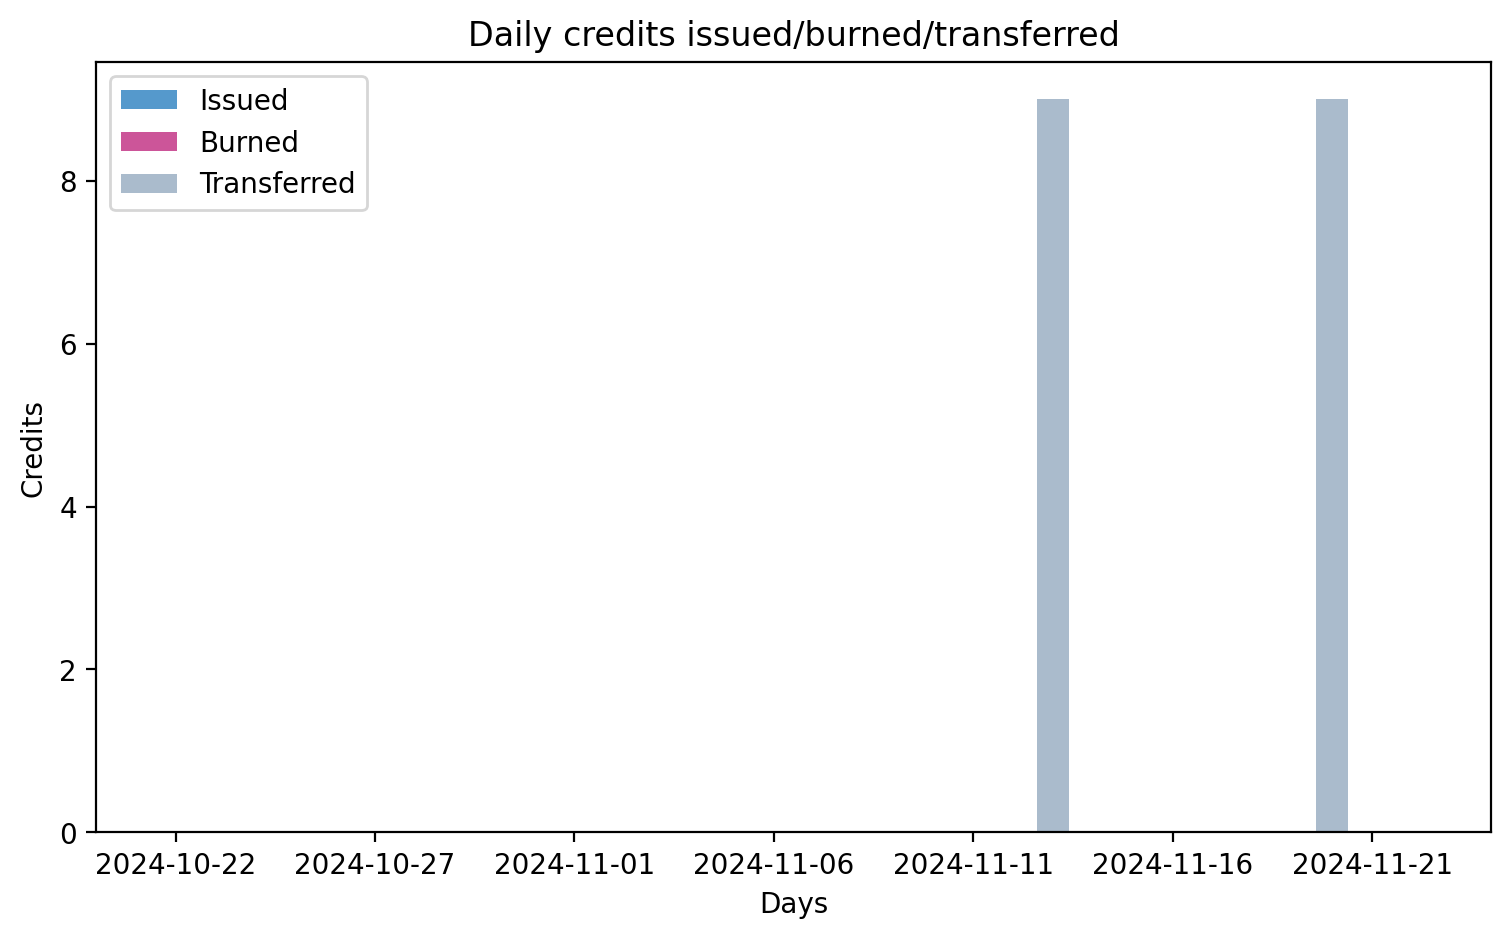 Daily credits issued/burned/transferred
Issued
Burned
Transferred
8
6
4
2
0
Credits
2024-10-22 2024-10-27 2024-11-01 2024-11-06 2024-11-11 2024-11-16 2024-11-21
Days